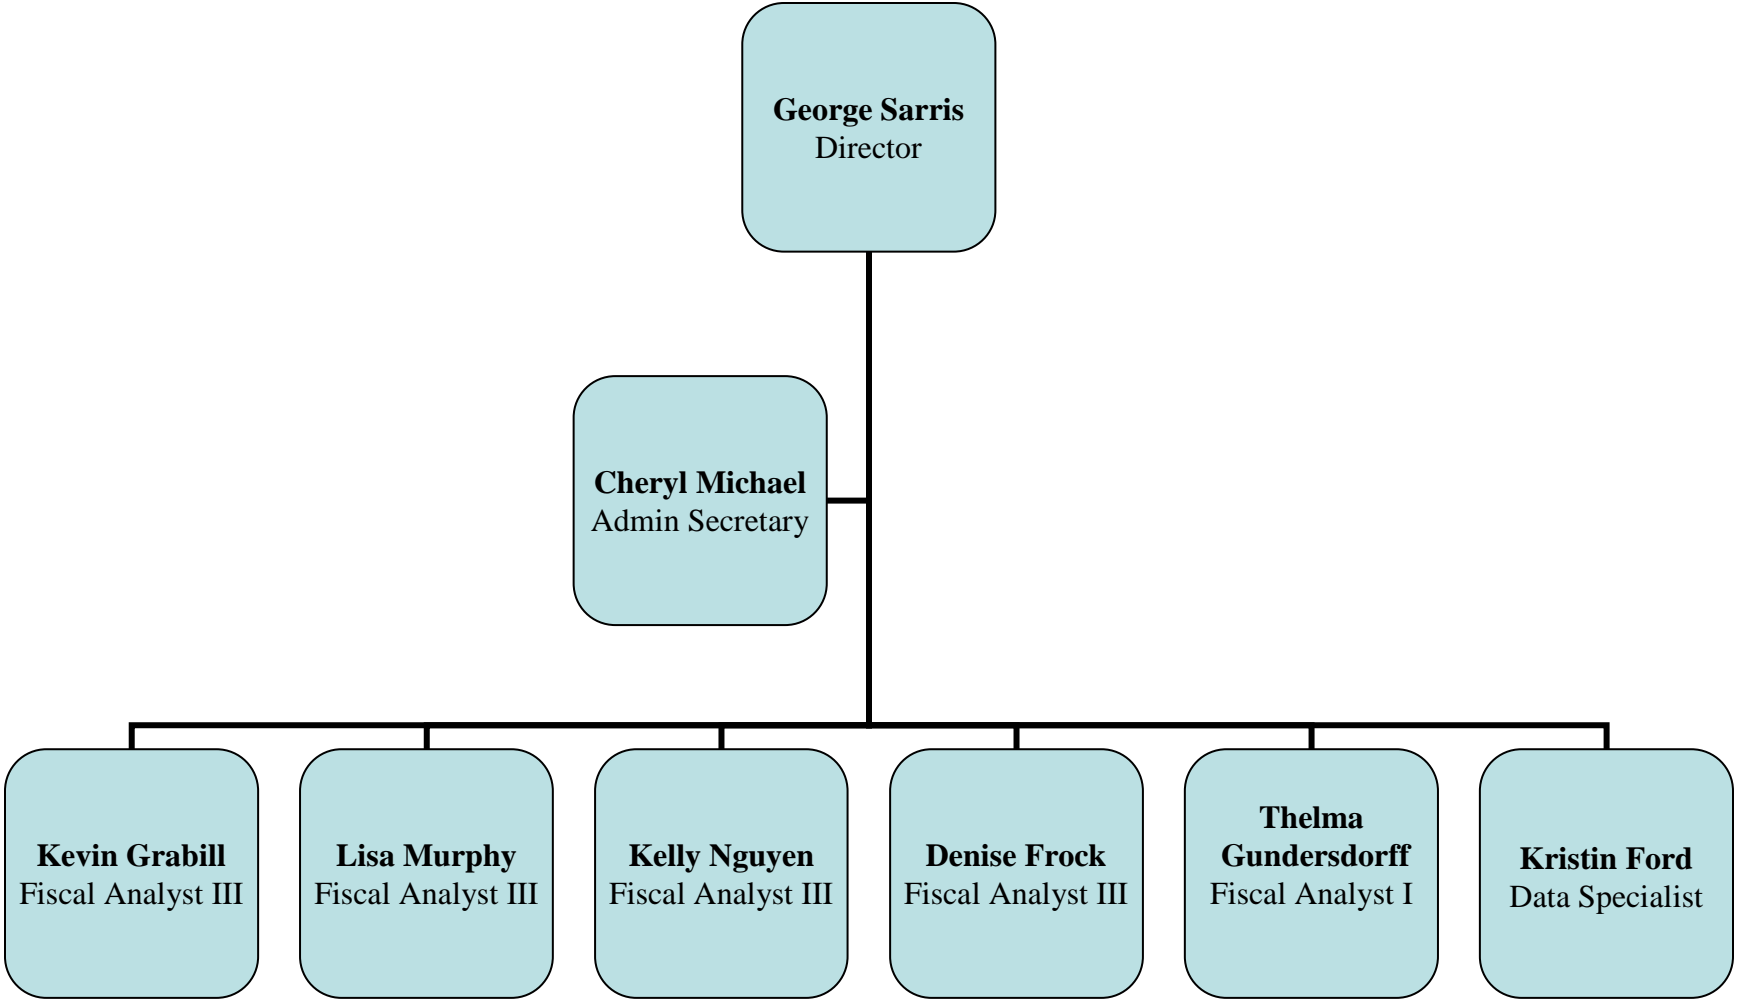 George Sarris
Director
Cheryl Michael
Admin Secretary
Kevin Grabill
Fiscal Analyst III
Lisa Murphy
Fiscal Analyst III
Kelly Nguyen
Fiscal Analyst III
Denise Frock
Fiscal Analyst III
Thelma
Gundersdorff
Fiscal Analyst I
Kristin Ford
Data Specialist